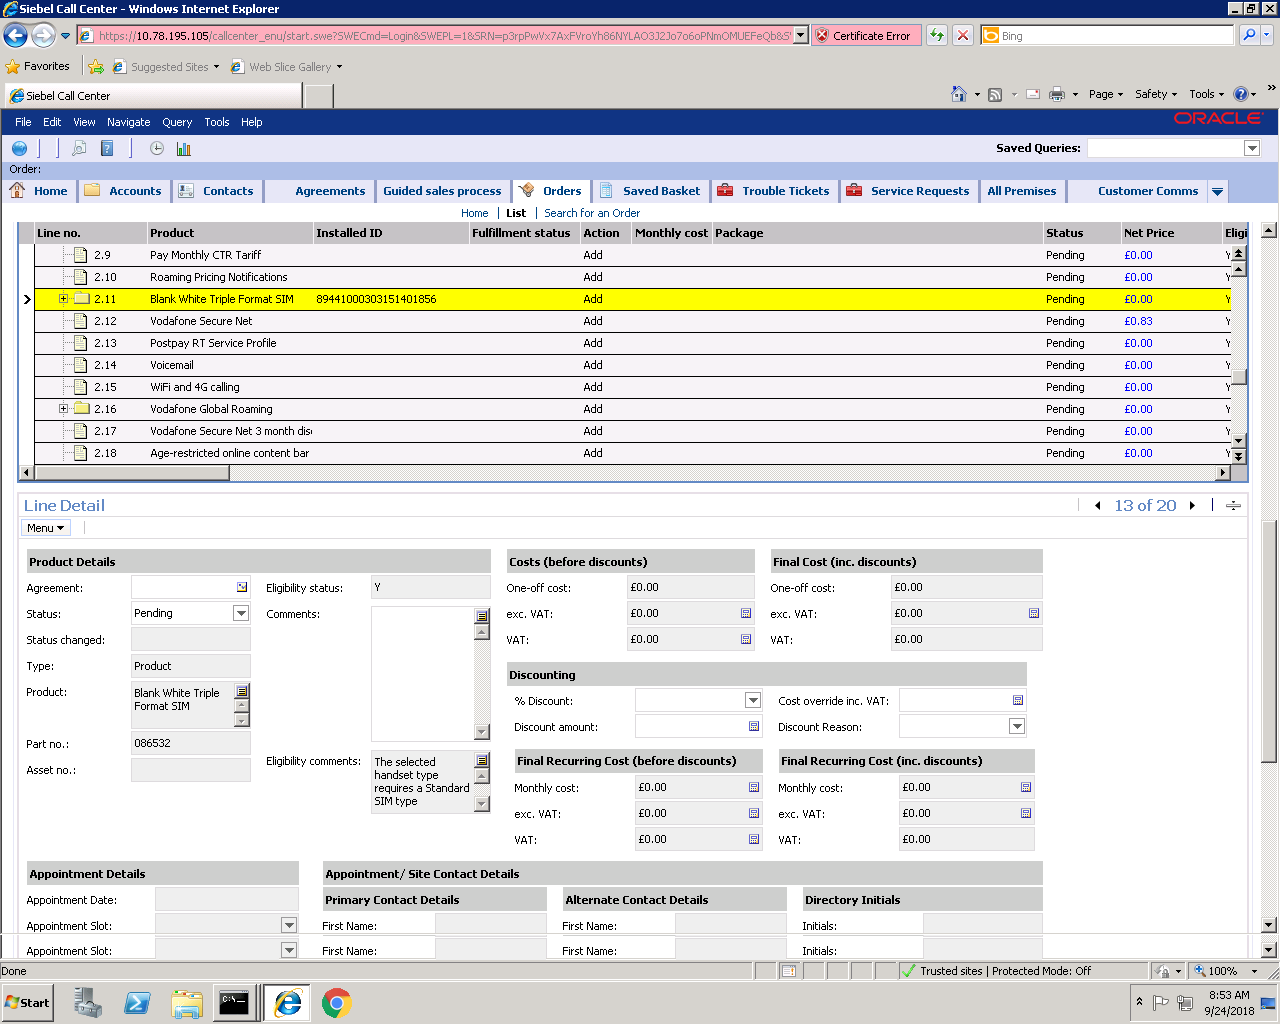 Siebel Call Center - Windows Internet Explorer
https://10.78.195.105/callcenter_enu/start.swe?SWECmd=Login&SWEPL=1&SRN= Certificate Error Bing
Favorites Suggested Sites Web Slice Gallery
Siebel Call Center Page Safety Tools
File Edit View Navigate Query Tools Help ORACLE
Saved Queries:
Order:
Home Accounts Contacts Agreements Guided sales process Orders Saved Basket Trouble Tickets Service Requests All Premises Customer Comms
Home List Search for an Order
Line no. Product Installed ID Fulfillment status Action Monthly cost Package Status Net Price Eligi
2.9 Pay Monthly CTR Tariff Add Pending £0.00 Y
2.10 Roaming Pricing Notifications Add Pending £0.00 Y
2.11 Blank White Triple Format SIM 89441000303151401856 Add Pending £0.00 Y
2.12 Vodafone Secure Net Add Pending £0.83 Y
2.13 Postpay RT Service Profile Add Pending £0.00 Y
2.14 Voicemail Add Pending £0.00 Y
2.15 WiFi and 4G calling Add Pending £0.00 Y
2.16 Vodafone Global Roaming Add Pending £0.00 Y
2.17 Vodafone Secure Net 3 month dis Add Pending £0.00 Y
2.18 Age-restricted online content bar Add Pending £0.00 Y
Line Detail 13 of 20
Menu
Product Details Costs (before discounts) Final Cost (inc. discounts)
Agreement: Eligibility status: Y One-off cost: £0.00 One-off cost: £0.00
Status: Pending Comments: exc. VAT: £0.00 exc. VAT: £0.00
Status changed: VAT: £0.00 VAT: £0.00
Type: Product
Discounting
Product: Blank White Triple Format SIM
% Discount: Cost override inc. VAT:
Discount amount: Discount Reason:
Part no.: 086532
Asset no.: Eligibility comments: The selected handset type requires a Standard SIM type
Final Recurring Cost (before discounts) Final Recurring Cost (inc. discounts)
Monthly cost: £0.00 Monthly cost: £0.00
exc. VAT: £0.00 exc. VAT: £0.00
VAT: £0.00 VAT: £0.00
Appointment Details Appointment/ Site Contact Details
Appointment Date: Primary Contact Details Alternate Contact Details Directory Initials
Appointment Slot: First Name: First Name: Initials:
Appointment Slot: First Name: First Name: Initials:
Done Trusted sites | Protected Mode: Off 100%
Start 8:53 AM
9/24/2018